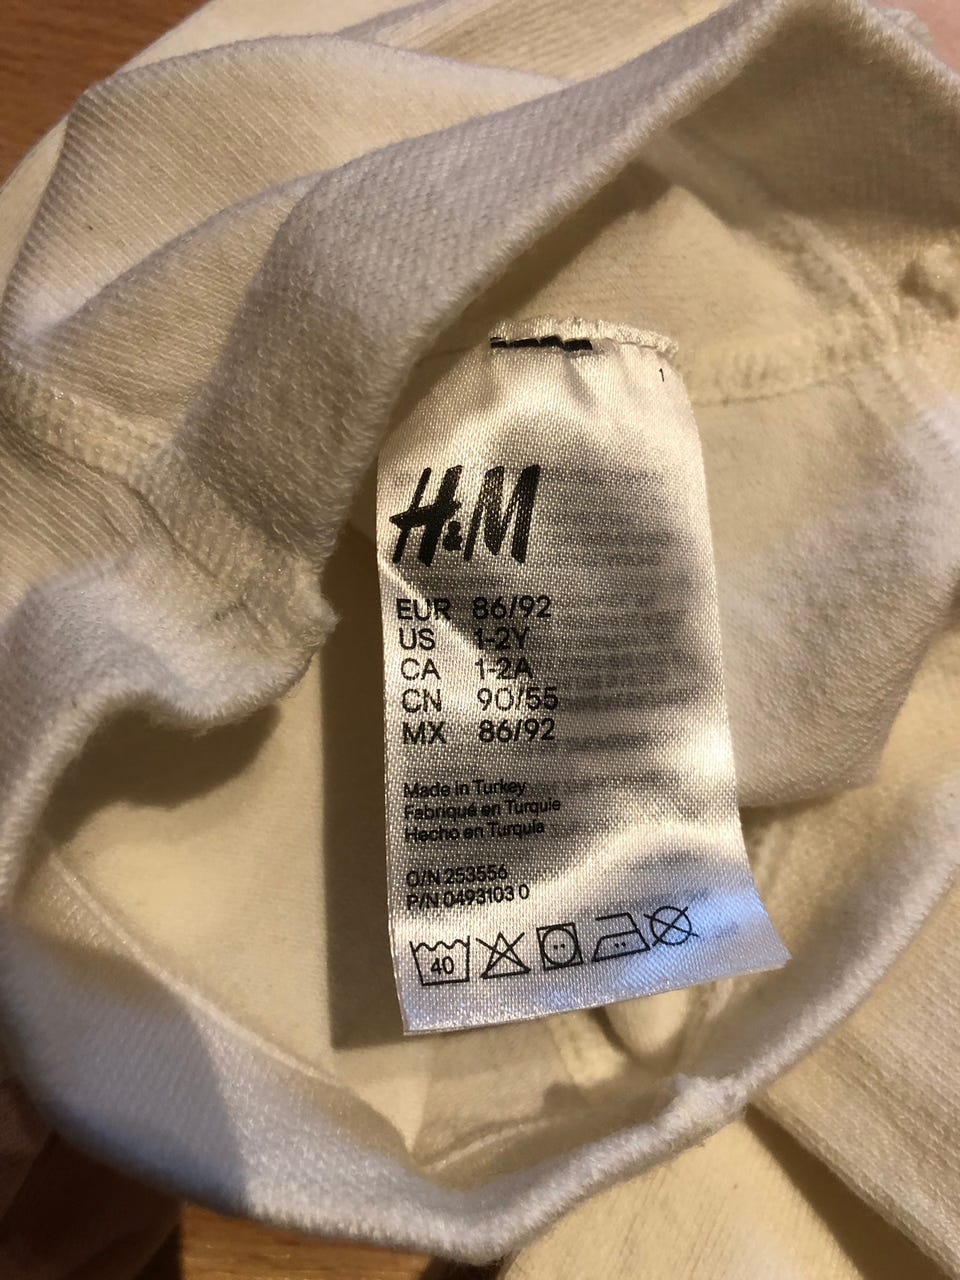 1
H&M
EUR 86/92
US 1-2Y
CA 1-2A
CN 90/55
MX 86/92
Made in Turkey
Fabriqué en Turquie
Hecho en Turquía
O/N 253556
P/N 0493103 0
40